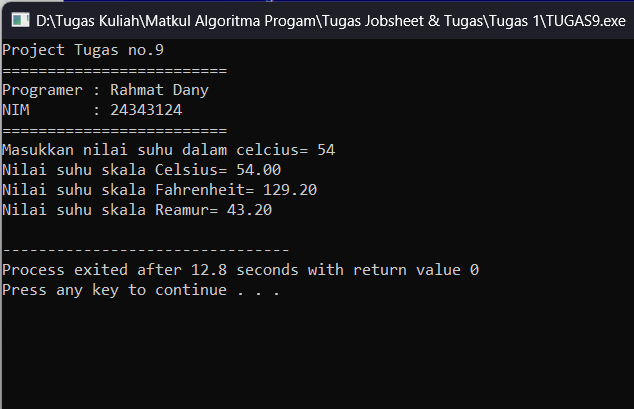 D:\Tugas Kuliah\Matkul Algoritma Progam\Tugas Jobsheet & Tugas\Tugas 1\TUGAS9.exe
Project Tugas no.9
=========================
Programer : Rahmat Dany
NIM       : 24343124
=========================
Masukkan nilai suhu dalam celcius= 54
Nilai suhu skala Celsius= 54.00
Nilai suhu skala Fahrenheit= 129.20
Nilai suhu skala Reamur= 43.20
--------------------------------
Process exited after 12.8 seconds with return value 0
Press any key to continue . . .